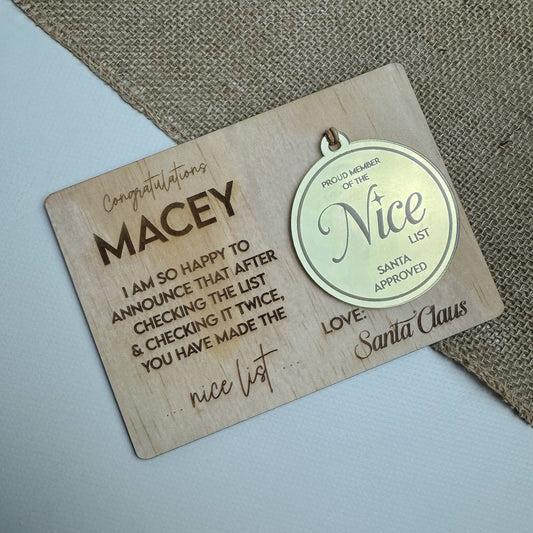 Congratulations
MACEY
I AM SO HAPPY TO
ANNOUNCE THAT AFTER
CHECKING THE LIST
& CHECKING IT TWICE,
YOU HAVE MADE THE
... nice list ....
PROUD MEMBER
OF THE
Nice
LIST
SANTA
APPROVED
LOVE:
Santa Claus